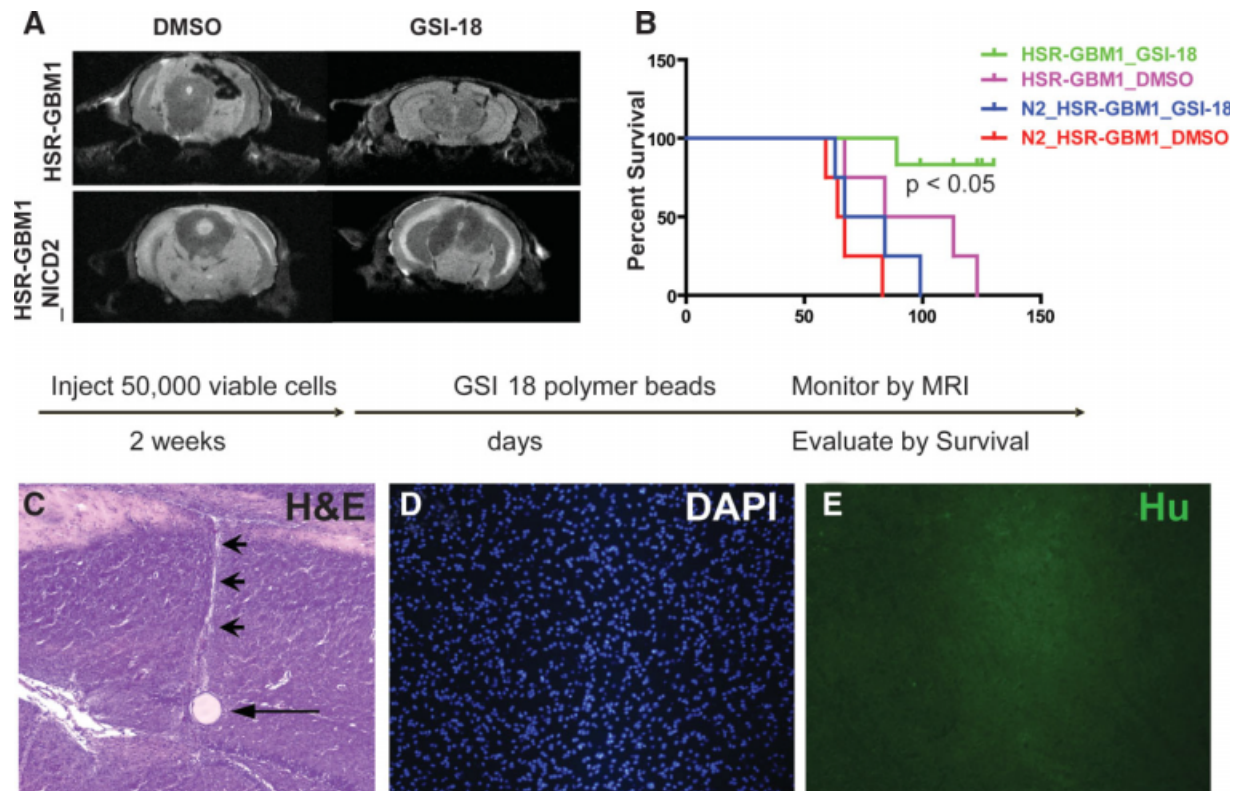 A
DMSO
GSI-18
HSR-GBM1
HSR-GBM1
_NICD2
B
HSR-GBM1_GSI-18
HSR-GBM1_DMSO
N2_HSR-GBM1_GSI-18
N2_HSR-GBM1_DMSO
Percent Survival
150
100
50
0
p < 0.05
0
50
100
150
Inject 50,000 viable cells
GSI 18 polymer beads
Monitor by MRI
2 weeks
days
Evaluate by Survival
C
H&E
D
DAPI
E
Hu